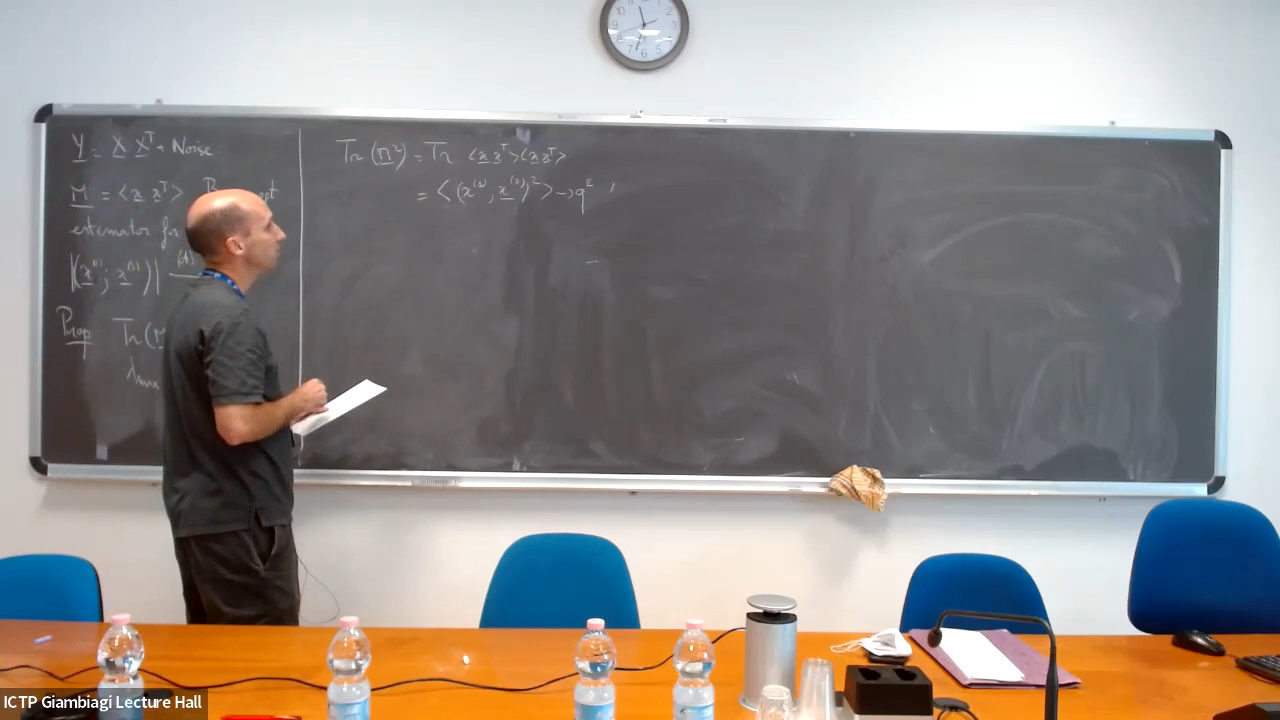 Y = X X^T + Noise
M = <x x^T>
estimator for
|(x^(1); x^(2))| (d)
Prop Tr(M
λmax
Tr(M²) = Tr <x x^T><x x^T>
= <(x^(1); x^(2))²> → q²
ICTP Giambiagi Lecture Hall